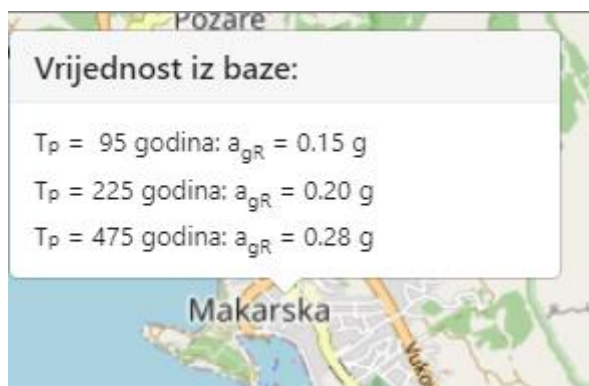 Požare
Vrijednost iz baze:
Tp = 95 godina: agR = 0.15 g
Tp = 225 godina: agR = 0.20 g
Tp = 475 godina: agR = 0.28 g
Makarska
Vuko